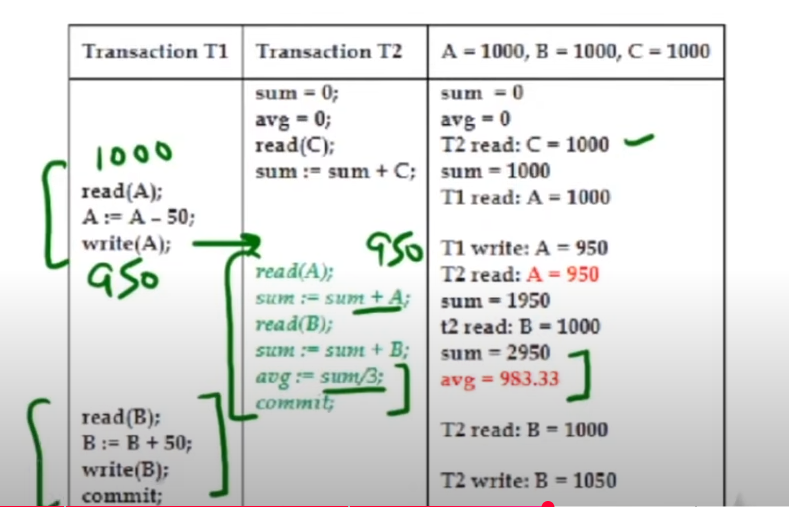 Transaction T1 Transaction T2 A = 1000, B = 1000, C = 1000
sum = 0; sum = 0
avg = 0; avg = 0
1000 read(C); T2 read: C = 1000
sum := sum + C; sum = 1000
read(A); T1 read: A = 1000
A := A – 50;
write(A); 950 T1 write: A = 950
950 read(A); T2 read: A = 950
sum := sum + A; sum = 1950
read(B); t2 read: B = 1000
sum := sum + B; sum = 2950
avg := sum/3; avg = 983.33
commit;
read(B); T2 read: B = 1000
B := B + 50;
write(B); T2 write: B = 1050
commit;